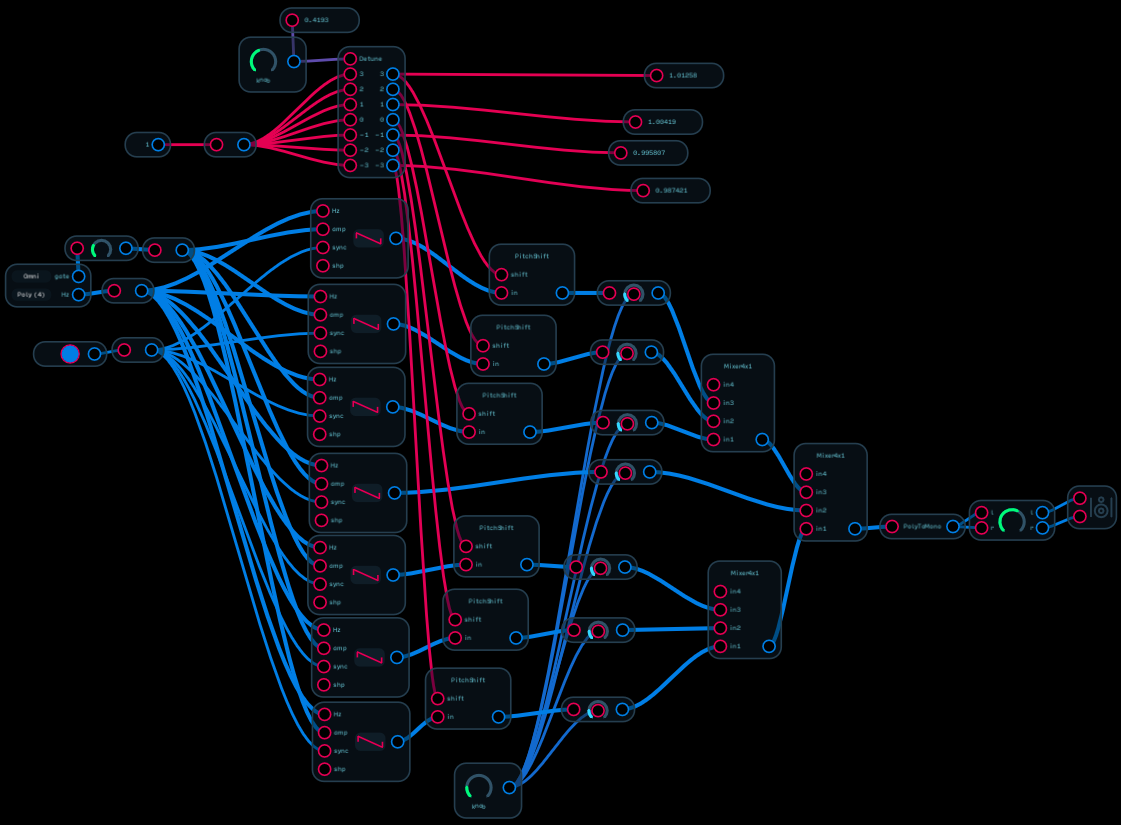 0.4193
knob
Detune
3 3
2 2
1 1
0 0
-1 -1
-2 -2
-3 -3
1.01258
1.00419
0.995807
0.987421
1
Omni gate
Poly (4) Hz
Hz
amp
sync
shp
Hz
amp
sync
shp
Hz
amp
sync
shp
Hz
amp
sync
shp
Hz
amp
sync
shp
Hz
amp
sync
shp
Hz
amp
sync
shp
PitchShift
shift
in
PitchShift
shift
in
PitchShift
shift
in
PitchShift
shift
in
PitchShift
shift
in
PitchShift
shift
in
Mixer4x1
in4
in3
in2
in1
Mixer4x1
in4
in3
in2
in1
Mixer4x1
in4
in3
in2
in1
PolyToMono
l l
r r
knob